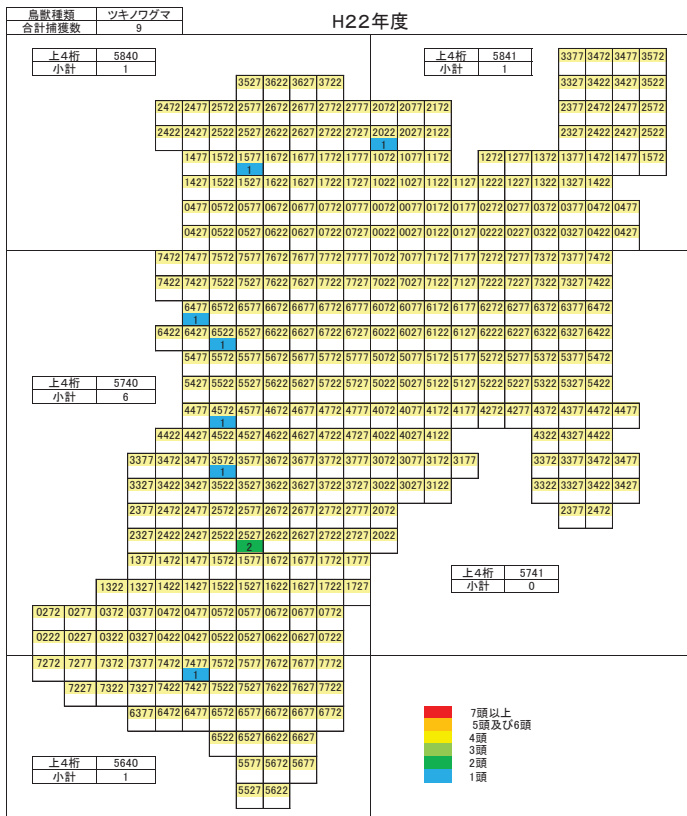 鳥獣種類 ツキノワグマ
合計捕獲数 9
H22年度
上4桁 5840
小計 1
上4桁 5841
小計 1
3377 3472 3477 3572
3527 3622 3627 3722 3327 3422 3427 3522
2472 2477 2572 2577 2672 2677 2772 2777 2072 2077 2172 2377 2472 2477 2572
2422 2427 2522 2527 2622 2627 2722 2727 2022 2027 2122 2327 2422 2427 2522
1
1477 1572 1577 1672 1677 1772 1777 1072 1077 1172 1272 1277 1372 1377 1472 1477 1572
1
1427 1522 1527 1622 1627 1722 1727 1022 1027 1122 1127 1222 1227 1322 1327 1422
0477 0572 0577 0672 0677 0772 0777 0072 0077 0172 0177 0272 0277 0372 0377 0472 0477
0427 0522 0527 0622 0627 0722 0727 0022 0027 0122 0127 0222 0227 0322 0327 0422 0427
7472 7477 7572 7577 7672 7677 7772 7777 7072 7077 7172 7177 7272 7277 7372 7377 7472
7422 7427 7522 7527 7622 7627 7722 7727 7022 7027 7122 7127 7222 7227 7322 7327 7422
6477 6572 6577 6672 6677 6772 6777 6072 6077 6172 6177 6272 6277 6372 6377 6472
1
6422 6427 6522 6527 6622 6627 6722 6727 6022 6027 6122 6127 6222 6227 6322 6327 6422
1
5477 5572 5577 5672 5677 5772 5777 5072 5077 5172 5177 5272 5277 5372 5377 5472
5427 5522 5527 5622 5627 5722 5727 5022 5027 5122 5127 5222 5227 5322 5327 5422
上4桁 5740
小計 6
4477 4572 4577 4672 4677 4772 4777 4072 4077 4172 4177 4272 4277 4372 4377 4472 4477
1
4422 4427 4522 4527 4622 4627 4722 4727 4022 4027 4122 4322 4327 4422
3377 3472 3477 3572 3577 3672 3677 3772 3777 3072 3077 3172 3177 3372 3377 3472 3477
1
3327 3422 3427 3522 3527 3622 3627 3722 3727 3022 3027 3122 3322 3327 3422 3427
2377 2472 2477 2572 2577 2672 2677 2772 2777 2072 2377 2472
2327 2422 2427 2522 2527 2622 2627 2722 2727 2022
2
1377 1472 1477 1572 1577 1672 1677 1772 1777
上4桁 5741
小計 0
1322 1327 1422 1427 1522 1527 1622 1627 1722 1727
0272 0277 0372 0377 0472 0477 0572 0577 0672 0677 0772
0222 0227 0322 0327 0422 0427 0522 0527 0622 0627 0722
7272 7277 7372 7377 7472 7477 7572 7577 7672 7677 7772
1
7227 7322 7327 7422 7427 7522 7527 7622 7627 7722
6377 6472 6477 6572 6577 6672 6677 6772
6522 6527 6622 6627
5577 5672 5677
5527 5622
上4桁 5640
小計 1
7頭以上
5頭及び6頭
4頭
3頭
2頭
1頭